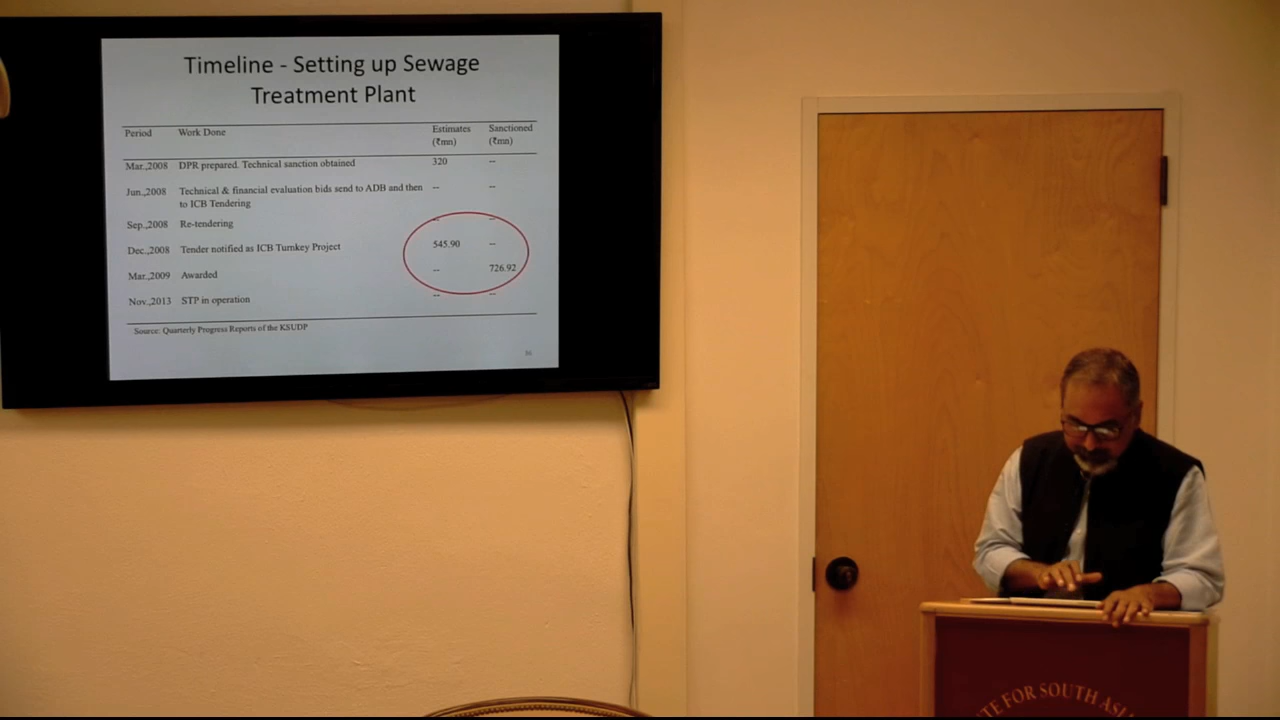 Timeline - Setting up Sewage
Treatment Plant
Period Work Done Estimates (₹mn) Sanctioned (₹mn)
Mar.,2008 DPR prepared. Technical sanction obtained 320 --
Jun.,2008 Technical & financial evaluation bids send to ADB and then -- --
to ICB Tendering
Sep.,2008 Re-tendering -- --
Dec.,2008 Tender notified as ICB Turnkey Project 545.90 --
Mar.,2009 Awarded -- 726.92
Nov.,2013 STP in operation -- --
Source: Quarterly Progress Reports of the KSUDP
FOR SOUTH